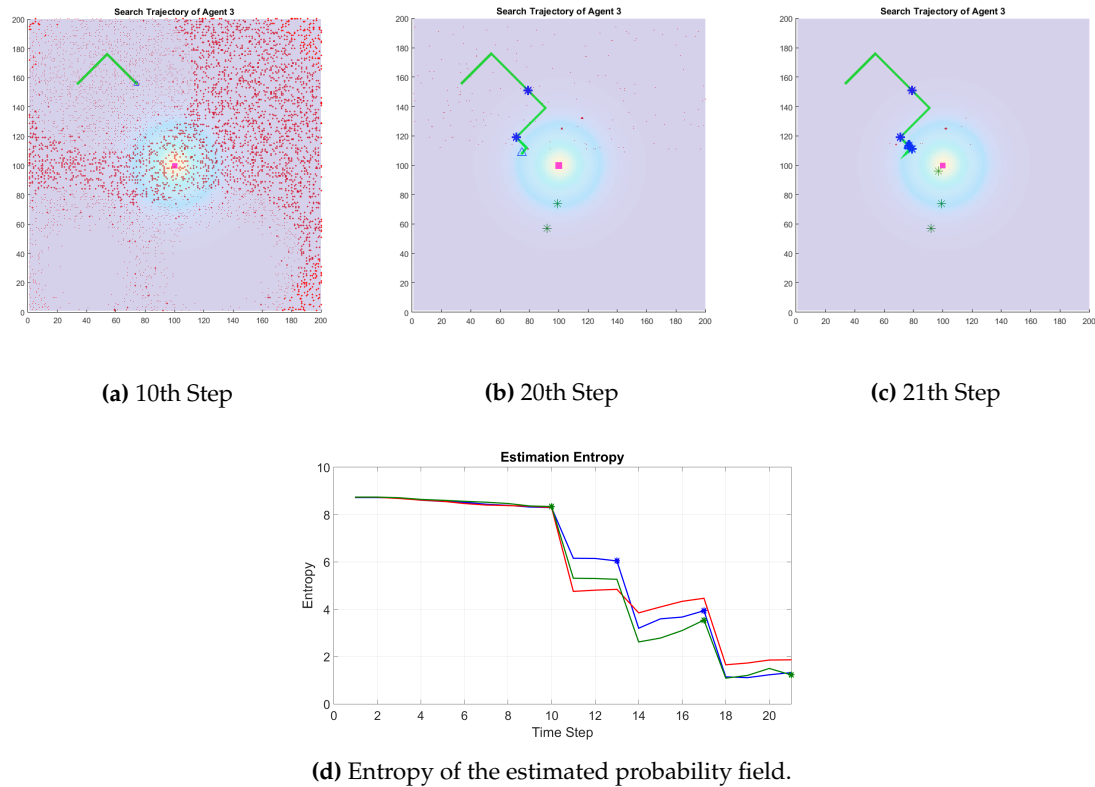 Search Trajectory of Agent 3
200
180
160
140
120
100
80
60
40
20
0
0 20 40 60 80 100 120 140 160 180 200
(a) 10th Step
Search Trajectory of Agent 3
200
180
160
140
120
100
80
60
40
20
0
0 20 40 60 80 100 120 140 160 180 200
(b) 20th Step
Search Trajectory of Agent 3
200
180
160
140
120
100
80
60
40
20
0
0 20 40 60 80 100 120 140 160 180 200
(c) 21th Step
Estimation Entropy
10
8
6
4
2
0
Entropy
0 2 4 6 8 10 12 14 16 18 20
Time Step
(d) Entropy of the estimated probability field.